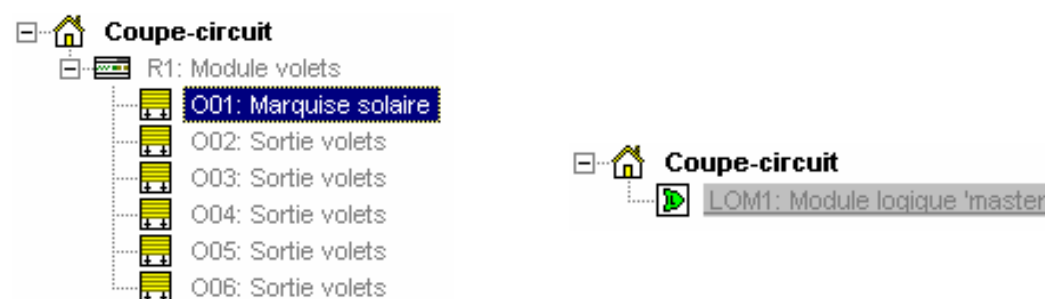 Coupe-circuit
R1: Module volets
O01: Marquise solaire
O02: Sortie volets
O03: Sortie volets
O04: Sortie volets
O05: Sortie volets
O06: Sortie volets
Coupe-circuit
LOM1: Module logique 'master